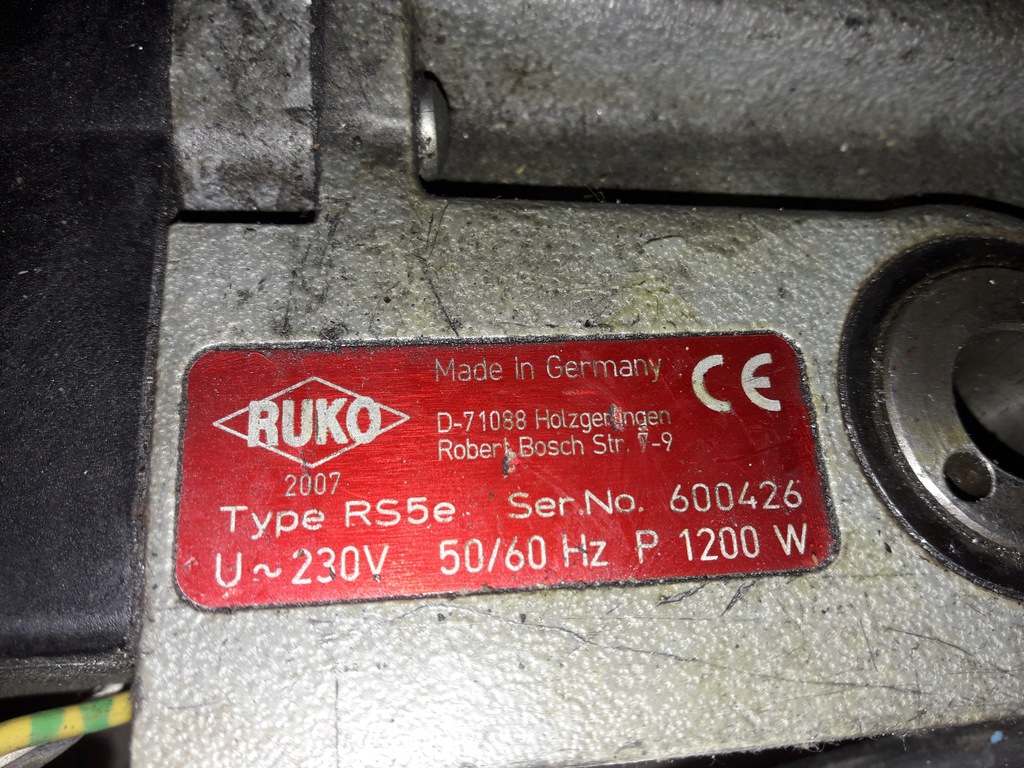 RUKO
2007
Made in Germany
CE
D-71088 Holzgerlingen
Robert Bosch Str. 7-9
Type RS5e Ser.No. 600426
U~230V 50/60 Hz P 1200 W